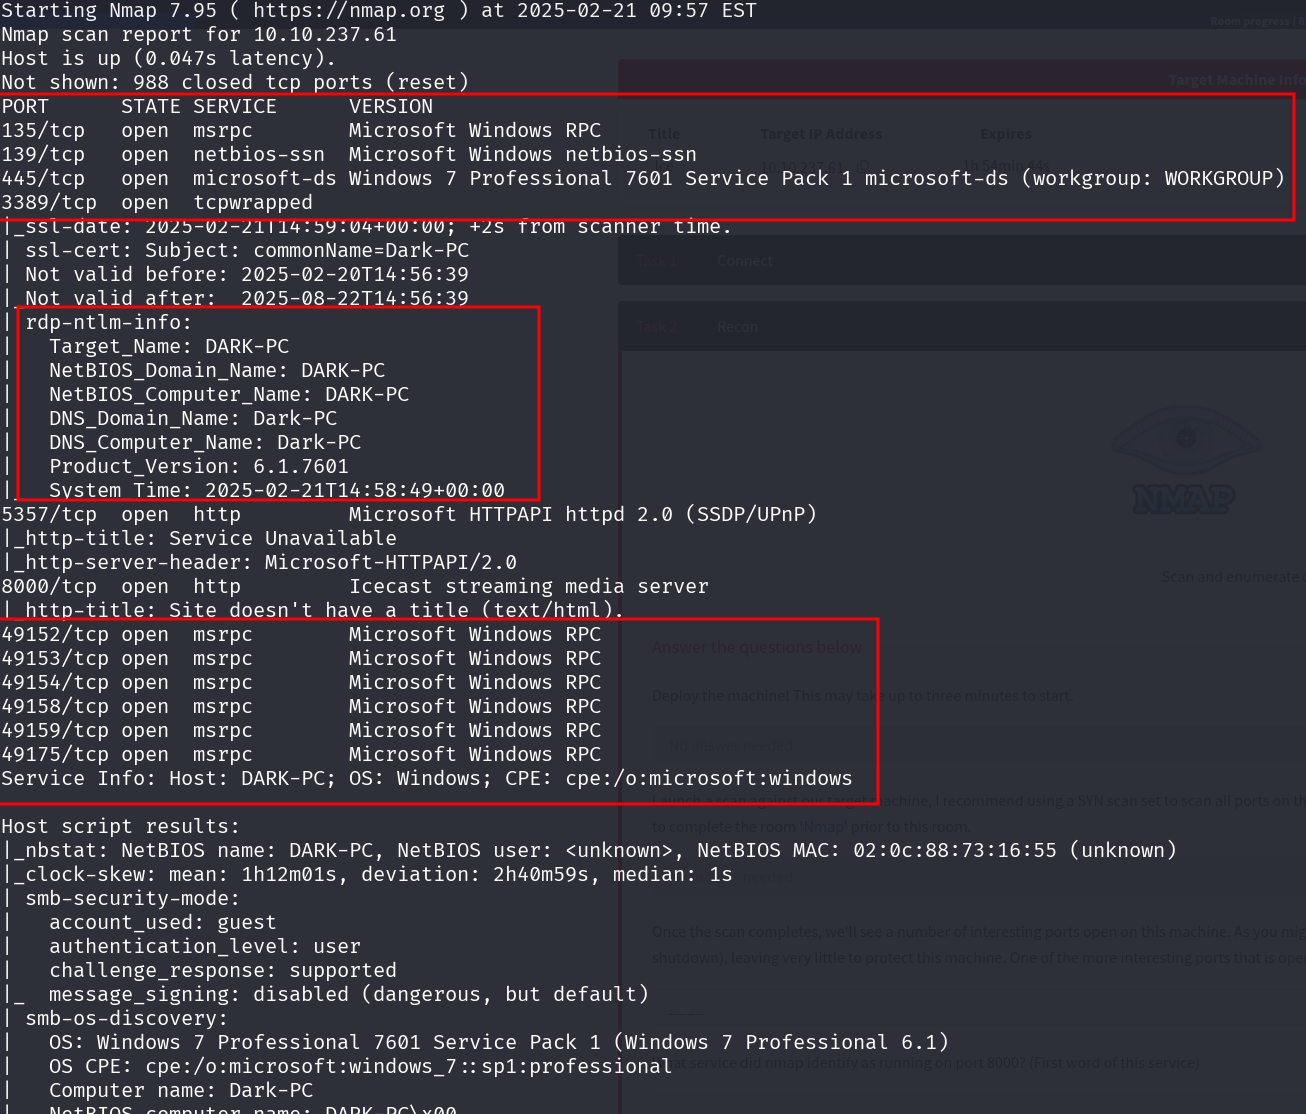 Starting Nmap 7.95 ( https://nmap.org ) at 2025-02-21 09:57 EST
Nmap scan report for 10.10.237.61
Host is up (0.047s latency).
Not shown: 988 closed tcp ports (reset)
PORT      STATE SERVICE      VERSION
135/tcp   open  msrpc        Microsoft Windows RPC
139/tcp   open  netbios-ssn  Microsoft Windows netbios-ssn
445/tcp   open  microsoft-ds Windows 7 Professional 7601 Service Pack 1 microsoft-ds (workgroup: WORKGROUP)
3389/tcp  open  tcpwrapped
|_ssl-date: 2025-02-21T14:59:04+00:00; +2s from scanner time.
| ssl-cert: Subject: commonName=Dark-PC
| Not valid before: 2025-02-20T14:56:39
|_Not valid after:  2025-08-22T14:56:39
| rdp-ntlm-info:
|   Target_Name: DARK-PC
|   NetBIOS_Domain_Name: DARK-PC
|   NetBIOS_Computer_Name: DARK-PC
|   DNS_Domain_Name: Dark-PC
|   DNS_Computer_Name: Dark-PC
|   Product_Version: 6.1.7601
|_  System_Time: 2025-02-21T14:58:49+00:00
5357/tcp  open  http         Microsoft HTTPAPI httpd 2.0 (SSDP/UPnP)
|_http-title: Service Unavailable
|_http-server-header: Microsoft-HTTPAPI/2.0
8000/tcp  open  http         Icecast streaming media server
|_http-title: Site doesn't have a title (text/html).
49152/tcp open  msrpc        Microsoft Windows RPC
49153/tcp open  msrpc        Microsoft Windows RPC
49154/tcp open  msrpc        Microsoft Windows RPC
49158/tcp open  msrpc        Microsoft Windows RPC
49159/tcp open  msrpc        Microsoft Windows RPC
49175/tcp open  msrpc        Microsoft Windows RPC
Service Info: Host: DARK-PC; OS: Windows; CPE: cpe:/o:microsoft:windows
Host script results:
|_nbstat: NetBIOS name: DARK-PC, NetBIOS user: <unknown>, NetBIOS MAC: 02:0c:88:73:16:55 (unknown)
|_clock-skew: mean: 1h12m01s, deviation: 2h40m59s, median: 1s
| smb-security-mode:
|   account_used: guest
|   authentication_level: user
|   challenge_response: supported
|_  message_signing: disabled (dangerous, but default)
| smb-os-discovery:
|   OS: Windows 7 Professional 7601 Service Pack 1 (Windows 7 Professional 6.1)
|   OS CPE: cpe:/o:microsoft:windows_7::sp1:professional
|   Computer name: Dark-PC
|   NetBIOS computer name: DARK-PC\x00
Room progress (
Target Machine Info
Title Target IP Address Expires
10.10.237.61 1h 54min 44s
Task 1 Connect
Task 2 Recon
NMAP
Scan and enumerate
Answer the questions below
Deploy the machine! This may take up to three minutes to start.
No answer needed
Launch a scan against our target machine, I recommend using a SYN scan set to scan all ports on
to complete the room 'Nmap' prior to this room.
needed
Once the scan completes, we'll see a number of interesting ports open on this machine. As you
shutdown), leaving very little to protect this machine. One of the more interesting ports that is
What service did nmap identify as running on port 8000? (First word of this service)